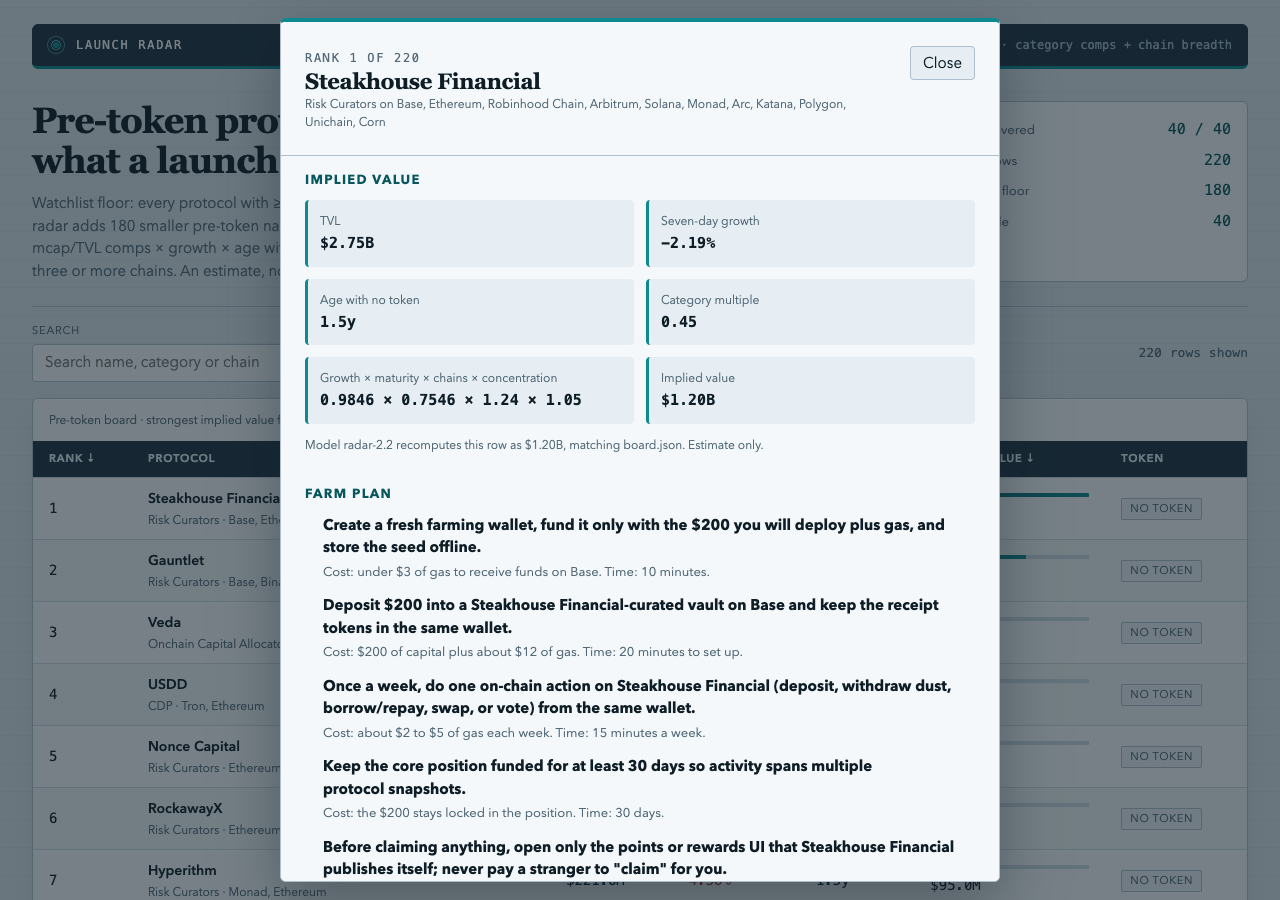 LAUNCH RADAR
· category comps + chain breadth
RANK 1 OF 220
Steakhouse Financial
Risk Curators on Base, Ethereum, Robinhood Chain, Arbitrum, Solana, Monad, Arc, Katana, Polygon,
Unichain, Corn
Close
Pre-token
what a launch
40 / 40
220
floor
180
40
Watchlist floor: every protocol with
radar adds 180 smaller pre-token
mcap/TVL comps × growth × age
three or more chains. An estimate,
SEARCH
Search name, category or chain
220 rows shown
IMPLIED VALUE
TVL
$2.75B
Seven-day growth
−2.19%
Age with no token
1.5y
Category multiple
0.45
Growth × maturity × chains × concentration
0.9846 × 0.7546 × 1.24 × 1.05
Implied value
$1.20B
Model radar-2.2 recomputes this row as $1.20B, matching board.json. Estimate only.
FARM PLAN
Create a fresh farming wallet, fund it only with the $200 you will deploy plus gas, and
store the seed offline.
Cost: under $3 of gas to receive funds on Base. Time: 10 minutes.
Deposit $200 into a Steakhouse Financial-curated vault on Base and keep the receipt
tokens in the same wallet.
Cost: $200 of capital plus about $12 of gas. Time: 20 minutes to set up.
Once a week, do one on-chain action on Steakhouse Financial (deposit, withdraw dust,
borrow/repay, swap, or vote) from the same wallet.
Cost: about $2 to $5 of gas each week. Time: 15 minutes a week.
Keep the core position funded for at least 30 days so activity spans multiple
protocol snapshots.
Cost: the $200 stays locked in the position. Time: 30 days.
Before claiming anything, open only the points or rewards UI that Steakhouse Financial
publishes itself; never pay a stranger to "claim" for you.
Pre-token board · strongest implied value
RANK ↓ PROTOCOL ↓ TOKEN
1 Steakhouse NO TOKEN
Risk Curators · Base,
2 Gauntlet NO TOKEN
Risk Curators · Base,
3 Veda NO TOKEN
Onchain Capital
4 USDD NO TOKEN
CDP · Tron, Ethereum
5 Nonce Capital NO TOKEN
Risk Curators · Ethereum
6 RockawayX NO TOKEN
Risk Curators · Ethereum
7 Hyperithm NO TOKEN
Risk Curators · Monad, Ethereum $95.0M